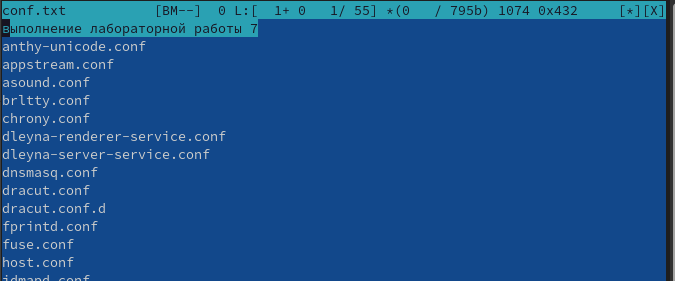 conf.txt [BM--] 0 L:[ 1+ 0 1/ 55] *(0 / 795b) 1074 0x432 [*][X]
выполнение лабораторной работы 7
anthy-unicode.conf
appstream.conf
asound.conf
brltty.conf
chrony.conf
dleyna-renderer-service.conf
dleyna-server-service.conf
dnsmasq.conf
dracut.conf
dracut.conf.d
fprintd.conf
fuse.conf
host.conf
idmapd.conf